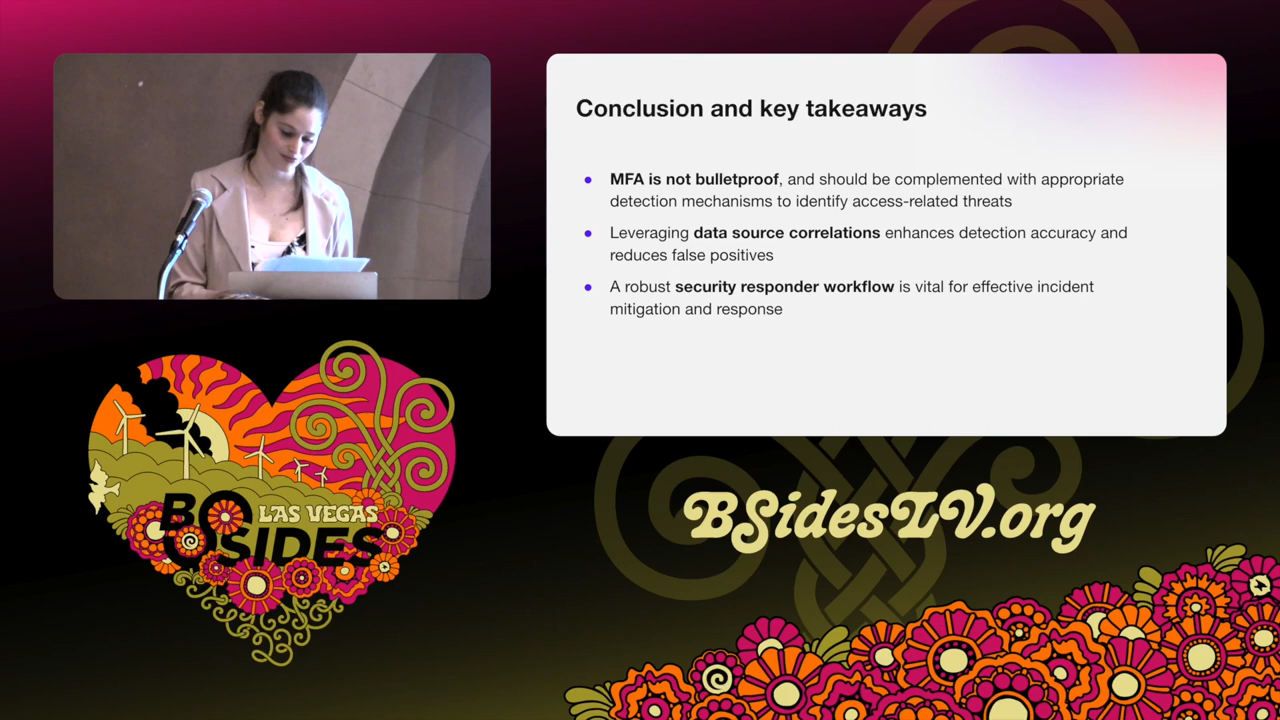 Conclusion and key takeaways
MFA is not bulletproof, and should be complemented with appropriate
detection mechanisms to identify access-related threats
Leveraging data source correlations enhances detection accuracy and
reduces false positives
A robust security responder workflow is vital for effective incident
mitigation and response
BO
LAS VEGAS
SIDES
BSidesLV.org